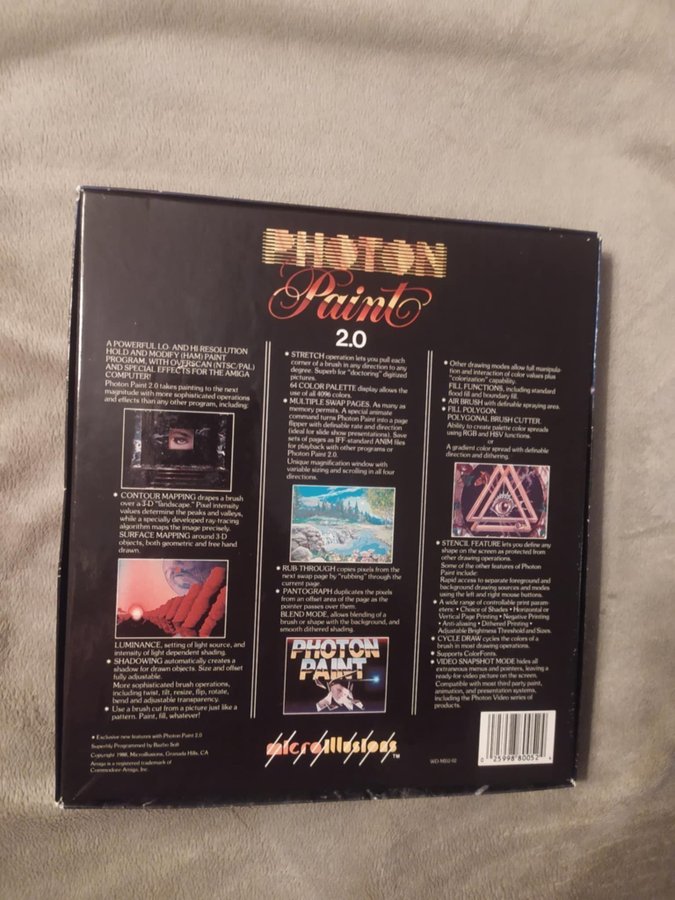 PHOTON
Paint
2.0
A POWERFUL LO- AND HI-RESOLUTION
HOLD AND MODIFY (HAM) PAINT
PROGRAM, WITH OVERSCAN (NTSC/PAL)
AND SPECIAL EFFECTS FOR THE AMIGA
COMPUTER!
Photon Paint 2.0 takes painting to the next
magnitude with more sophisticated operations
and effects than any other program, including:
• CONTOUR MAPPING drapes a brush
over a 3-D "landscape." Pixel intensity
values determine the peaks and valleys,
while a specially developed ray-tracing
algorithm maps the image precisely.
SURFACE MAPPING around 3-D
objects, both geometric and free hand
drawn.
LUMINANCE, setting of light source, and
intensity of light dependent shading.
• SHADOWING automatically creates a
shadow for drawn objects. Size and offset
fully adjustable.
More sophisticated brush operations,
including twist, tilt, resize, flip, rotate,
bend and adjustable transparency.
• Use a brush cut from a picture just like a
pattern. Paint, fill, whatever!
• Exclusive new features with Photon Paint 2.0
Superbly Programmed by Bazbo Soft
Copyright 1988, MicroIllusions, Granada Hills, CA
Amiga is a registered trademark of
Commodore-Amiga, Inc.
• STRETCH operation lets you pull each
corner of a brush in any direction to any
degree. Superb for "doctoring" digitized
pictures.
64 COLOR PALETTE display allows the
use of all 4096 colors.
• MULTIPLE SWAP PAGES. As many as
memory permits. A special animate
command turns Photon Paint into a page
flipper with definable rate and direction
(ideal for slide show presentations). Save
sets of pages as IFF-standard ANIM files
for playback with other programs or
Photon Paint 2.0.
Unique magnification window with
variable sizing and scrolling in all four
directions.
• RUB THROUGH copies pixels from the
next swap page by "rubbing" through the
current page.
• PANTOGRAPH duplicates the pixels
from an offset area of the page as the
pointer passes over them.
BLEND MODE, allows blending of a
brush or shape with the background, and
smooth dithered shading.
PHOTON
PAINT
microillusions
TM
• Other drawing modes allow full manipula-
tion and interaction of color values plus
"colorization" capability.
FILL FUNCTIONS, including standard
flood fill and boundary fill.
• AIR BRUSH with definable spraying area.
• FILL POLYGON.
POLYGONAL BRUSH CUTTER.
Ability to create palette color spreads
using RGB and HSV functions.
or
A gradient color spread with definable
direction and dithering.
• STENCIL FEATURE lets you define any
shape on the screen as protected from
other drawing operations.
Some of the other features of Photon
Paint include:
Rapid access to separate foreground and
background drawing sources and modes
using the left and right mouse buttons.
• A wide range of controllable print param-
eters: • Choice of Shades • Horizontal or
Vertical Page Printing • Negative Printing
• Anti-aliasing • Dithered Printing •
Adjustable Brightness Threshold and Sizes.
• CYCLE DRAW cycles the colors of a
brush in most drawing operations.
• Supports ColorFonts.
• VIDEO SNAPSHOT MODE hides all
extraneous menus and pointers, leaving a
ready-for-video picture on the screen.
Compatible with most third party paint,
animation, and presentation systems,
including the Photon Video series of
products.
0 25998 80052 4